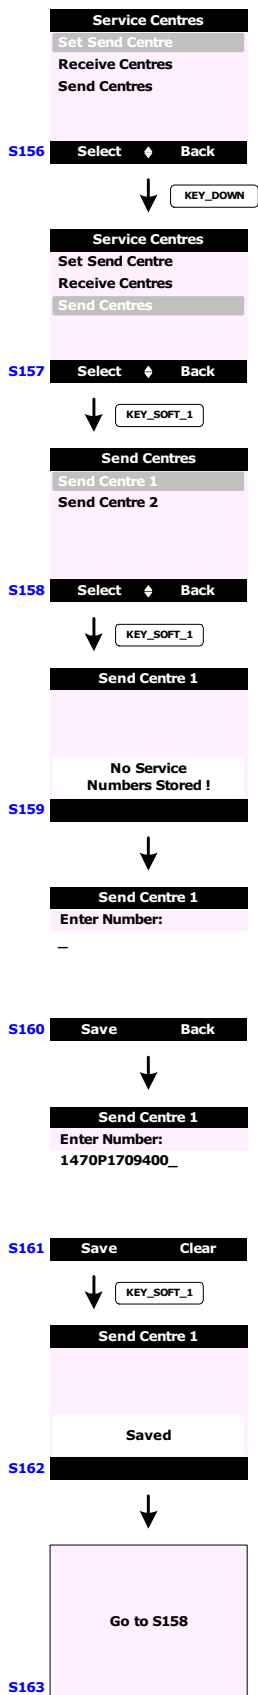 Service Centres
Set Send Centre
Receive Centres
Send Centres
S156 Select Back
KEY_DOWN
Service Centres
Set Send Centre
Receive Centres
Send Centres
S157 Select Back
KEY_SOFT_1
Send Centres
Send Centre 1
Send Centre 2
S158 Select Back
KEY_SOFT_1
Send Centre 1
No Service
Numbers Stored !
S159
Send Centre 1
Enter Number:
_
S160 Save Back
Send Centre 1
Enter Number:
1470P1709400_
S161 Save Clear
KEY_SOFT_1
Send Centre 1
Saved
S162
Go to S158
S163